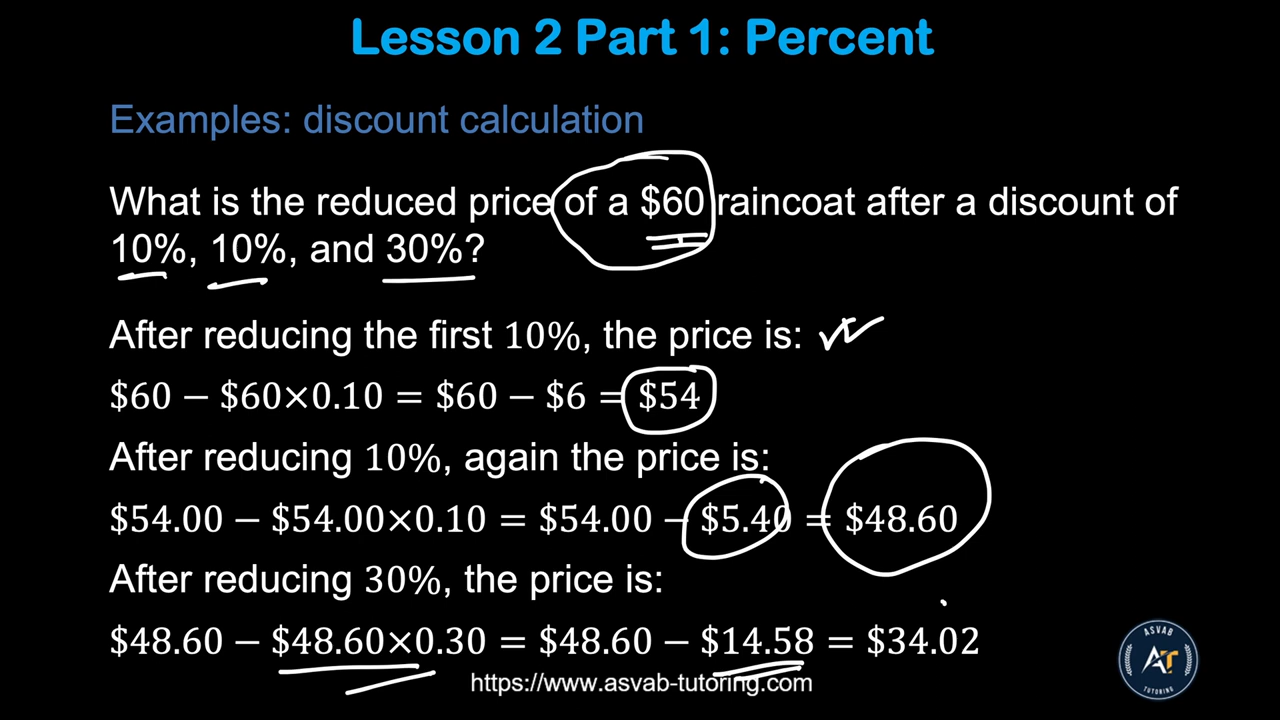 Lesson 2 Part 1: Percent
Examples: discount calculation
What is the reduced price of a $60 raincoat after a discount of
10%, 10%, and 30%?
After reducing the first 10%, the price is:
$60 − $60×0.10 = $60 − $6 = $54
After reducing 10%, again the price is:
$54.00 − $54.00×0.10 = $54.00 − $5.40 = $48.60
After reducing 30%, the price is:
$48.60 − $48.60×0.30 = $48.60 − $14.58 = $34.02
https://www.asvab-tutoring.com
ASVAB
AT
TUTORING